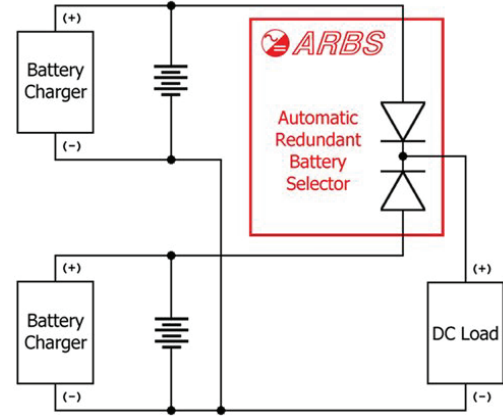 (+)
Battery
Charger
(−)
ARBS
Automatic
Redundant
Battery
Selector
(+)
Battery
Charger
(−)
(+)
DC Load
(−)